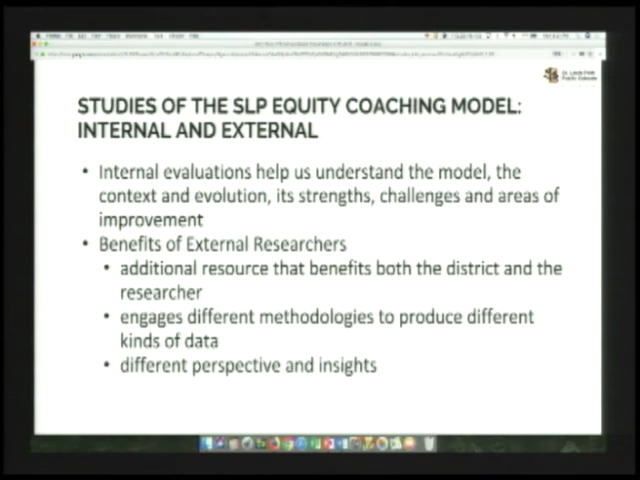 St. Louis Park
Public Schools
STUDIES OF THE SLP EQUITY COACHING MODEL:
INTERNAL AND EXTERNAL
• Internal evaluations help us understand the model, the
context and evolution, its strengths, challenges and areas of
improvement
• Benefits of External Researchers
• additional resource that benefits both the district and the
researcher
• engages different methodologies to produce different
kinds of data
• different perspective and insights